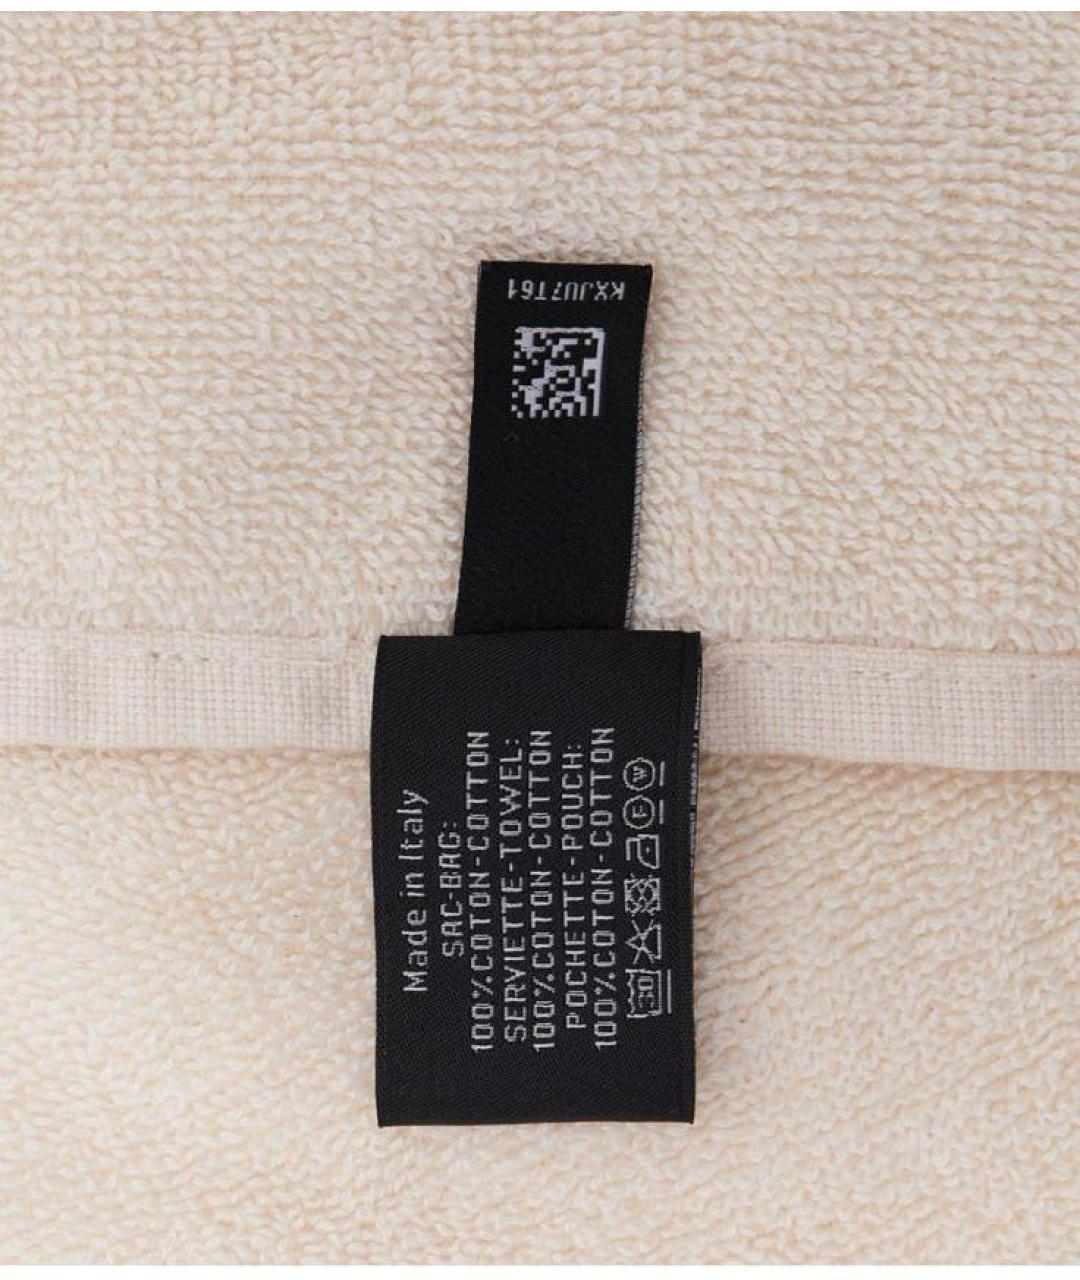 KXJU7T61
Made in Italy
SAC-BAG:
100%COTON-COTTON
SERVIETTE-TOWEL:
100%COTON-COTTON
POCHETTE-POUCH:
100%COTON-COTTON
30 F W